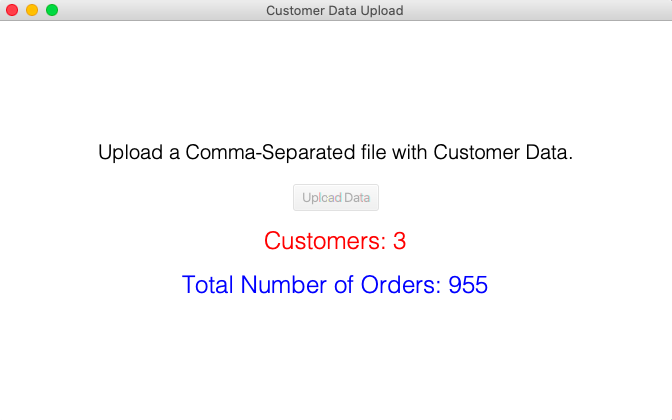 Customer Data Upload
Upload a Comma-Separated file with Customer Data.
Upload Data
Customers: 3
Total Number of Orders: 955